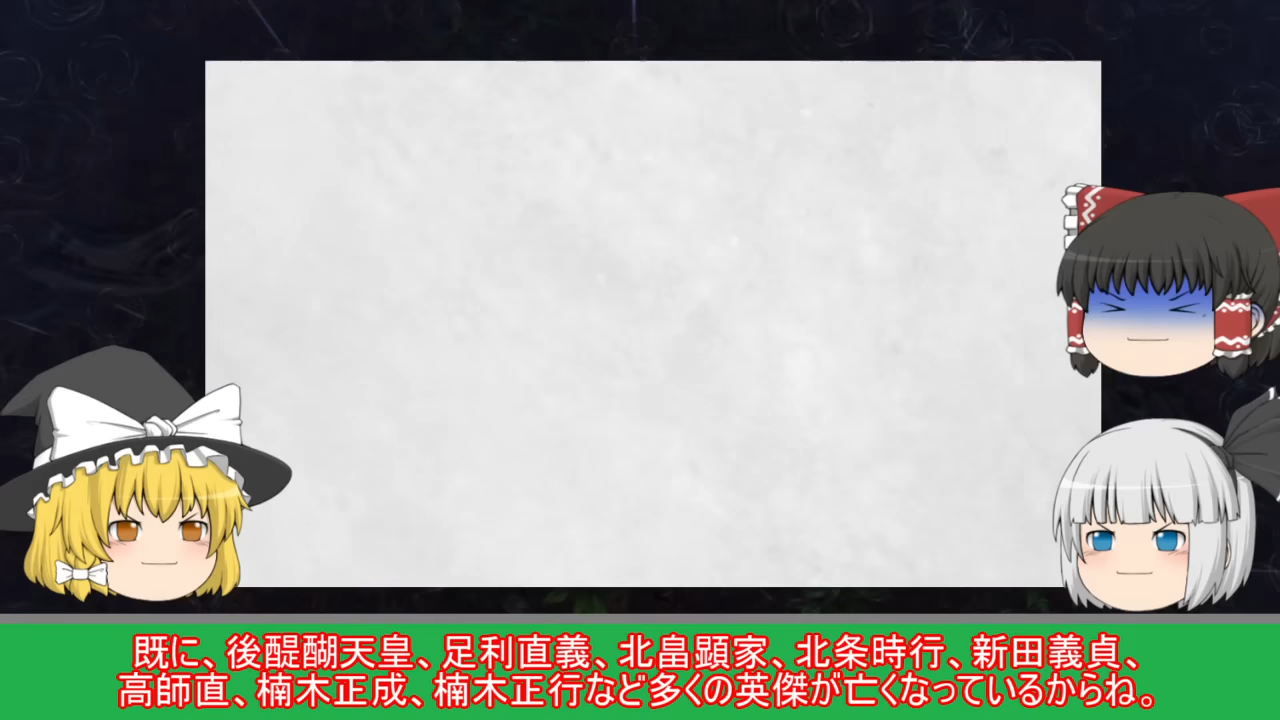 既に、後醍醐天皇、足利直義、北畠顕家、北条時行、新田義貞、
高師直、楠木正成、楠木正行など多くの英傑が亡くなっているからね。